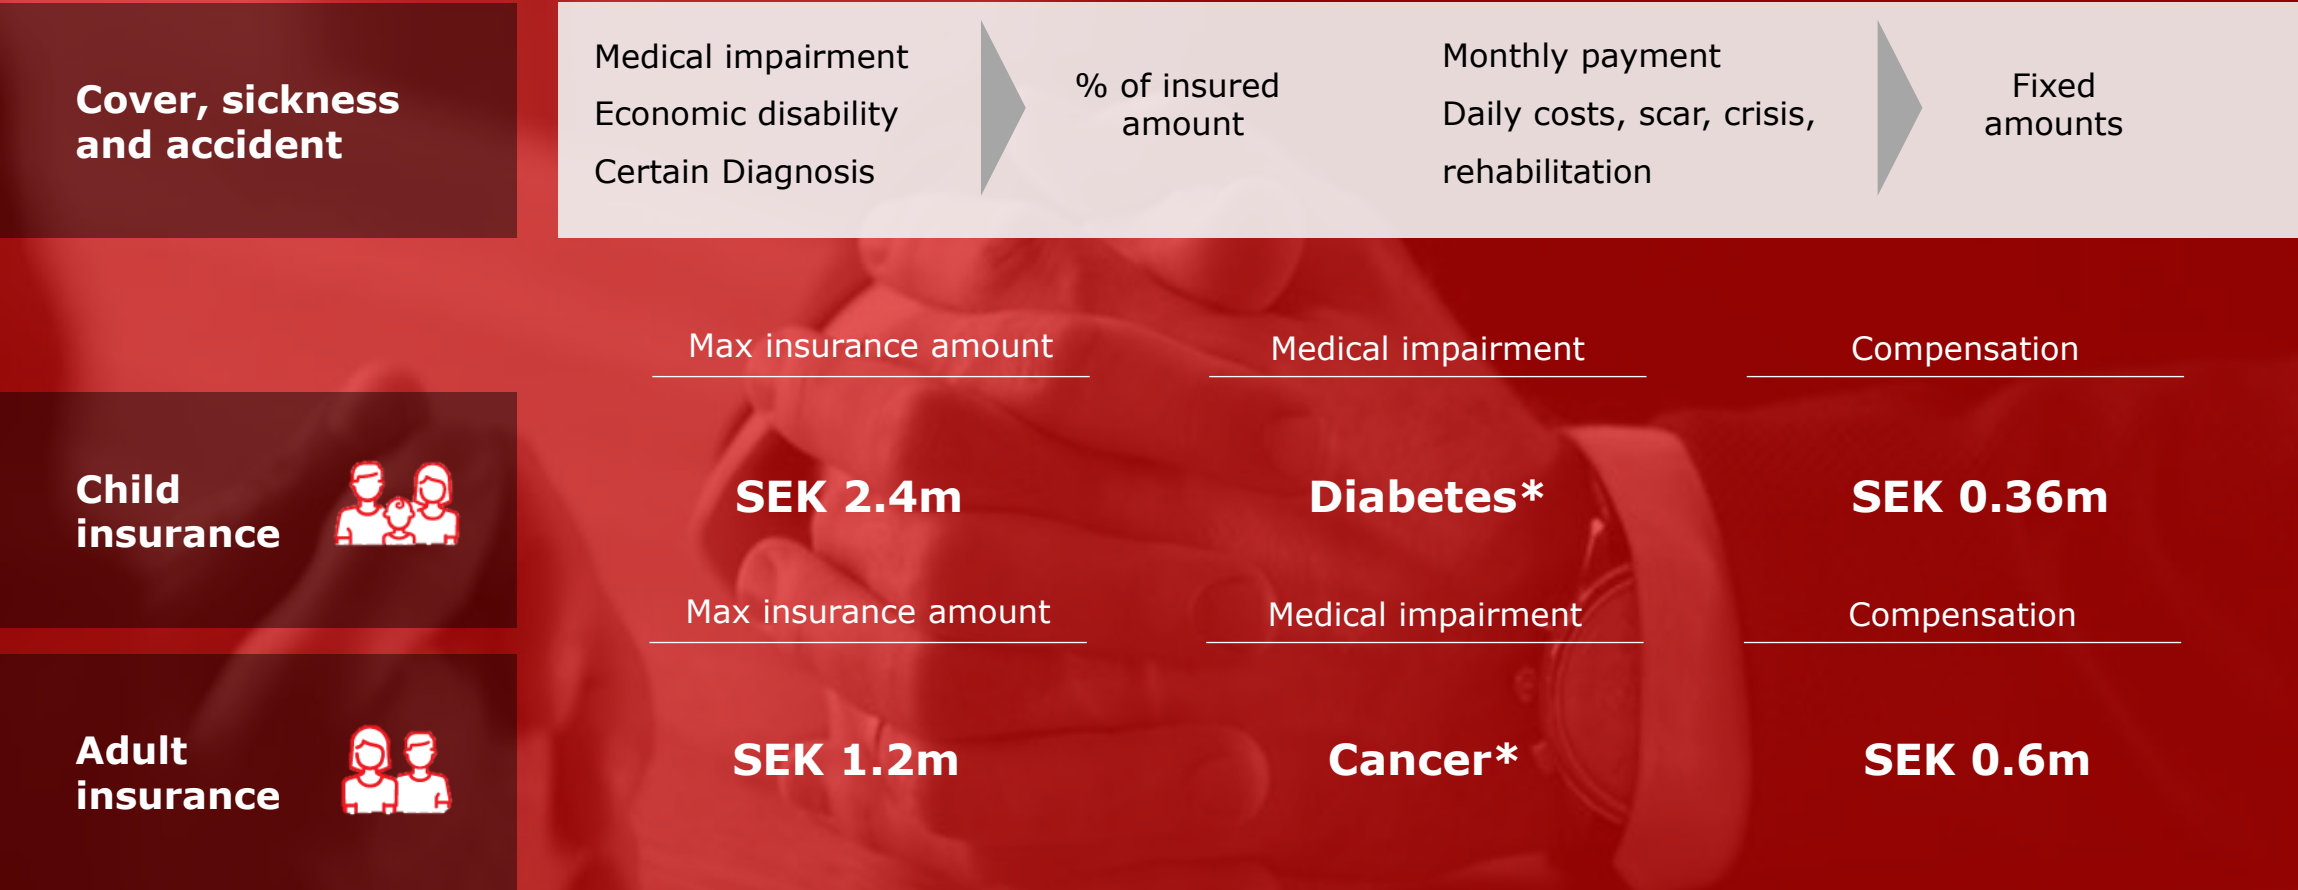 Cover, sickness
and accident
Medical impairment
Economic disability
Certain Diagnosis
% of insured
amount
Monthly payment
Daily costs, scar, crisis,
rehabilitation
Fixed
amounts
Max insurance amount
Medical impairment
Compensation
Child
insurance
SEK 2.4m
Diabetes*
SEK 0.36m
Max insurance amount
Medical impairment
Compensation
Adult
insurance
SEK 1.2m
Cancer*
SEK 0.6m